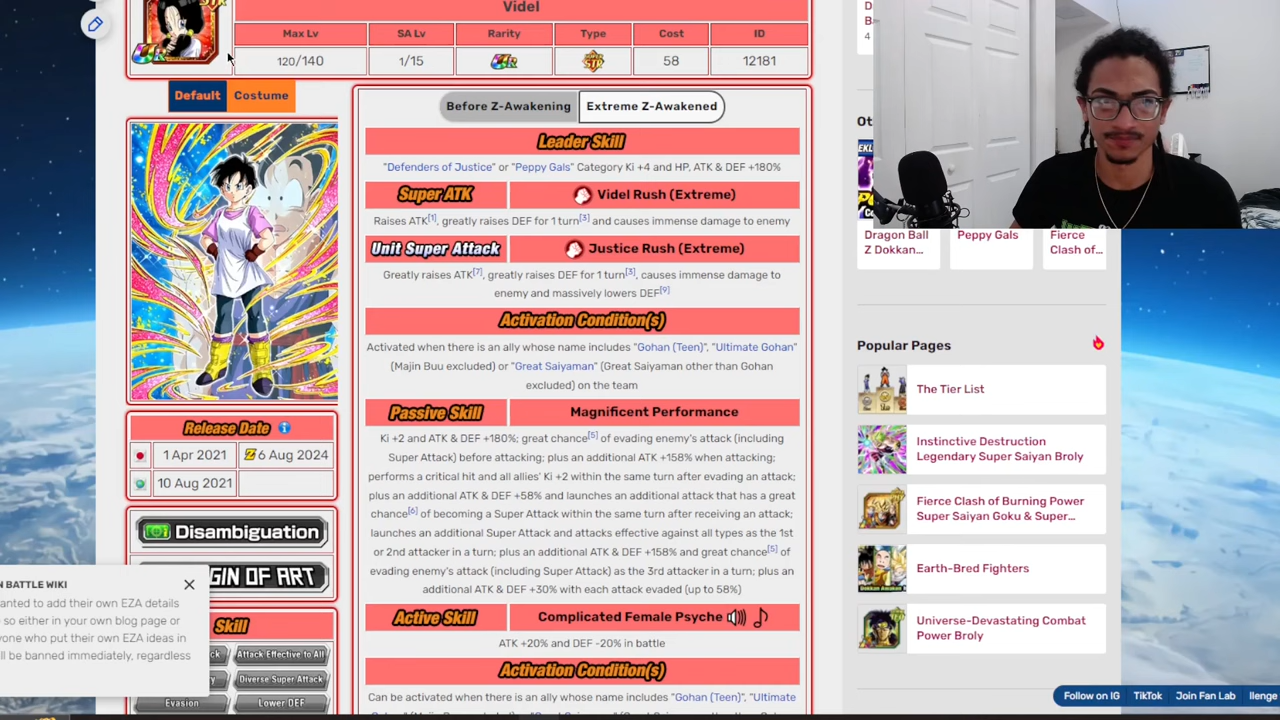 Videl
STR
Max Lv
SA Lv
Rarity
Type
Cost
ID
UR
120/140
1/15
UR
SUPER STR
58
12181
Default
Costume
Before Z-Awakening
Extreme Z-Awakened
Leader Skill
"Defenders of Justice" or "Peppy Gals" Category Ki +4 and HP, ATK & DEF +180%
Super ATK
Videl Rush (Extreme)
Raises ATK[1], greatly raises DEF for 1 turn[3] and causes immense damage to enemy
Unit Super Attack
Justice Rush (Extreme)
Greatly raises ATK[7], greatly raises DEF for 1 turn[3], causes immense damage to
enemy and massively lowers DEF[9]
Activation Condition(s)
Activated when there is an ally whose name includes "Gohan (Teen)", "Ultimate Gohan"
(Majin Buu excluded) or "Great Saiyaman" (Great Saiyaman other than Gohan
excluded) on the team
Passive Skill
Magnificent Performance
Ki +2 and ATK & DEF +180%; great chance[5] of evading enemy's attack (including
Super Attack) before attacking; plus an additional ATK +158% when attacking;
performs a critical hit and all allies' Ki +2 within the same turn after evading an attack;
plus an additional ATK & DEF +58% and launches an additional attack that has a great
chance[6] of becoming a Super Attack within the same turn after receiving an attack;
launches an additional Super Attack and attacks effective against all types as the 1st
or 2nd attacker in a turn; plus an additional ATK & DEF +158% and great chance[5] of
evading enemy's attack (including Super Attack) as the 3rd attacker in a turn; plus an
additional ATK & DEF +30% with each attack evaded (up to 58%)
Active Skill
Complicated Female Psyche
ATK +20% and DEF -20% in battle
Activation Condition(s)
Can be activated when there is an ally whose name includes "Gohan (Teen)", "Ultimate
Release Date
1 Apr 2021
Z 6 Aug 2024
10 Aug 2021
Disambiguation
GIN OF ART
Skill
ck
Attack Effective to All
y
Diverse Super Attack
Evasion
Lower DEF
N BATTLE WIKI
anted to add their own EZA details
so either in your own blog page or
yone who put their own EZA ideas in
ll be banned immediately, regardless
D
B
4
Ot
Dragon Ball
Z Dokkan...
Peppy Gals
Fierce
Clash of...
Popular Pages
The Tier List
Instinctive Destruction
Legendary Super Saiyan Broly
Fierce Clash of Burning Power
Super Saiyan Goku & Super...
Earth-Bred Fighters
Universe-Devastating Combat
Power Broly
Follow on IG
TikTok
Join Fan Lab
llenge